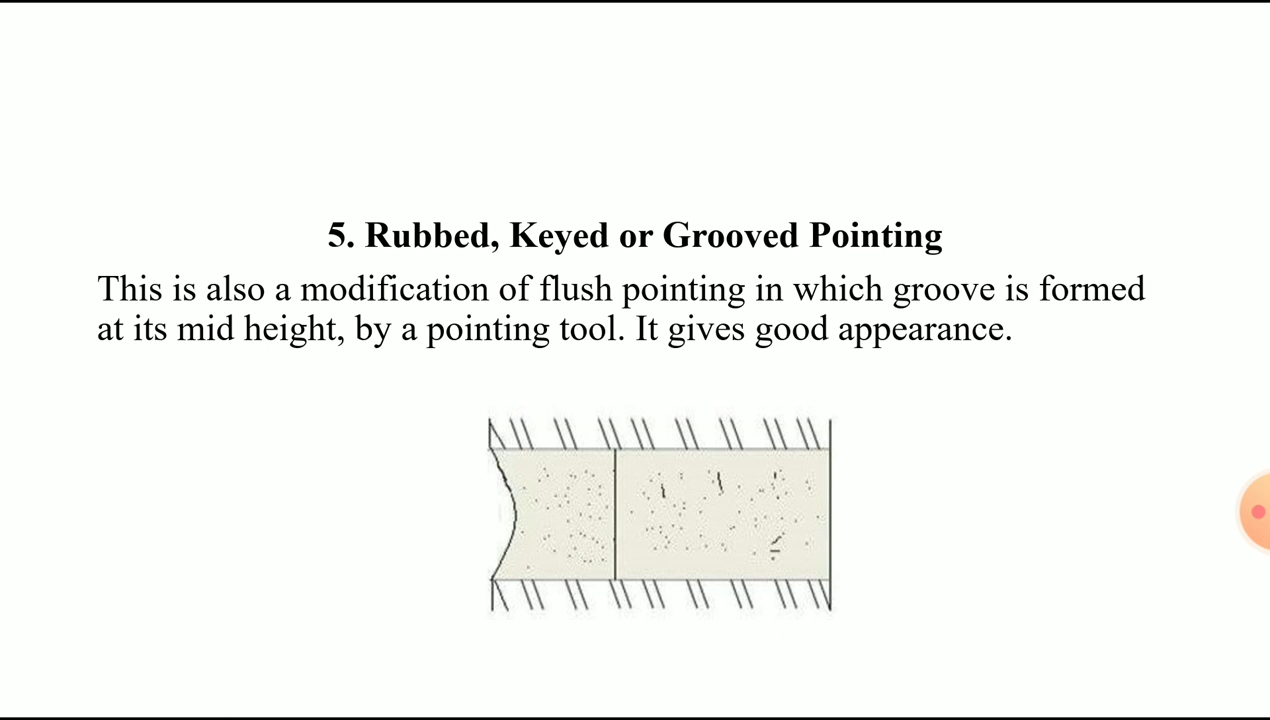 5. Rubbed, Keyed or Grooved Pointing
This is also a modification of flush pointing in which groove is formed
at its mid height, by a pointing tool. It gives good appearance.